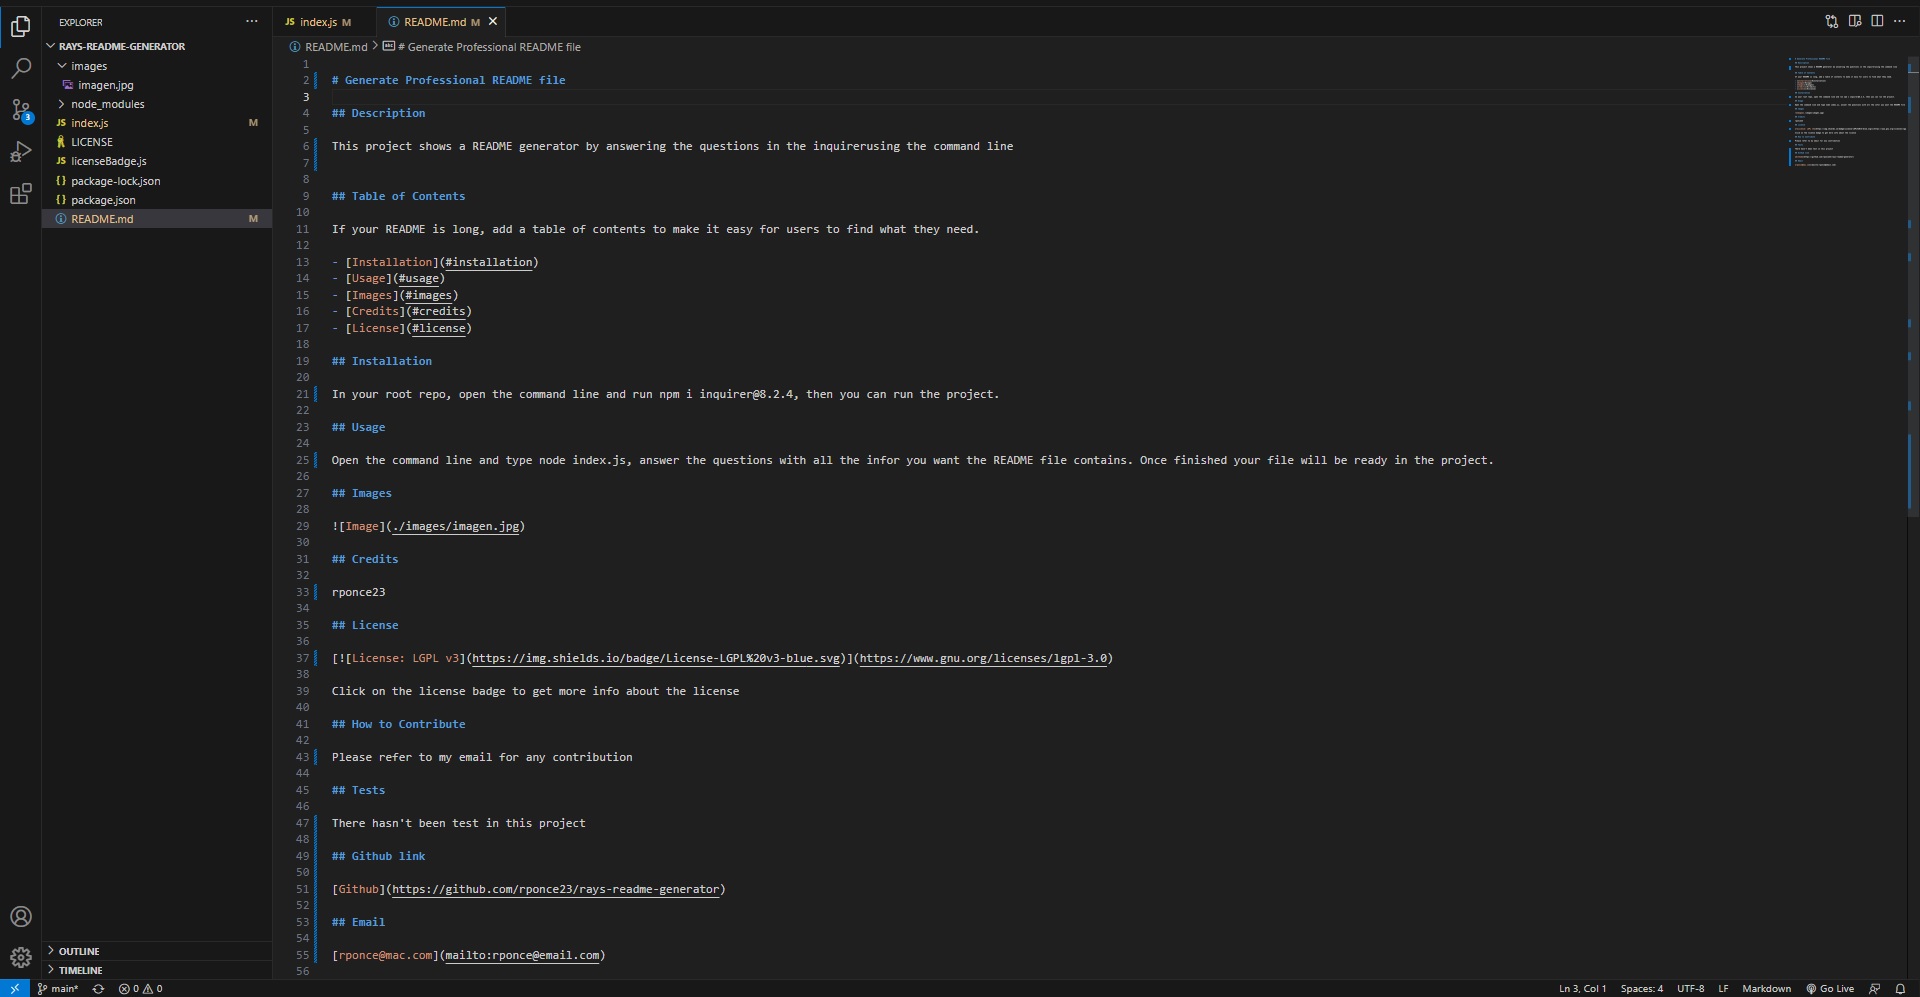 EXPLORER
RAYS-README-GENERATOR
images
imagen.jpg
node_modules
JS index.js M
LICENSE
JS licenseBadge.js
{} package-lock.json
{} package.json
README.md M
OUTLINE
TIMELINE
3
JS index.js M
README.md M
README.md > # Generate Professional README file
1
2 # Generate Professional README file
3
4 ## Description
5
6 This project shows a README generator by answering the questions in the inquirerusing the command line
7
8
9 ## Table of Contents
10
11 If your README is long, add a table of contents to make it easy for users to find what they need.
12
13 - [Installation](#installation)
14 - [Usage](#usage)
15 - [Images](#images)
16 - [Credits](#credits)
17 - [License](#license)
18
19 ## Installation
20
21 In your root repo, open the command line and run npm i inquirer@8.2.4, then you can run the project.
22
23 ## Usage
24
25 Open the command line and type node index.js, answer the questions with all the infor you want the README file contains. Once finished your file will be ready in the project.
26
27 ## Images
28
29 ![Image](./images/imagen.jpg)
30
31 ## Credits
32
33 rponce23
34
35 ## License
36
37 [![License: LGPL v3](https://img.shields.io/badge/License-LGPL%20v3-blue.svg)](https://www.gnu.org/licenses/lgpl-3.0)
38
39 Click on the license badge to get more info about the license
40
41 ## How to Contribute
42
43 Please refer to my email for any contribution
44
45 ## Tests
46
47 There hasn't been test in this project
48
49 ## Github link
50
51 [Github](https://github.com/rponce23/rays-readme-generator)
52
53 ## Email
54
55 [rponce@mac.com](mailto:rponce@email.com)
56
main* 0 0
Ln 3, Col 1 Spaces: 4 UTF-8 LF Markdown Go Live